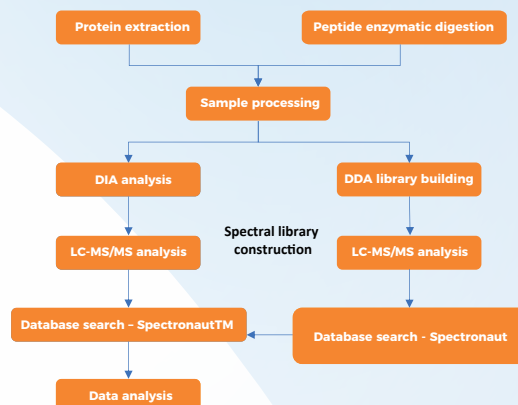 Protein extraction
Peptide enzymatic digestion
Sample processing
DIA analysis
DDA library building
Spectral library
construction
LC-MS/MS analysis
LC-MS/MS analysis
Database search – SpectronautTM
Database search - Spectronaut
Data analysis